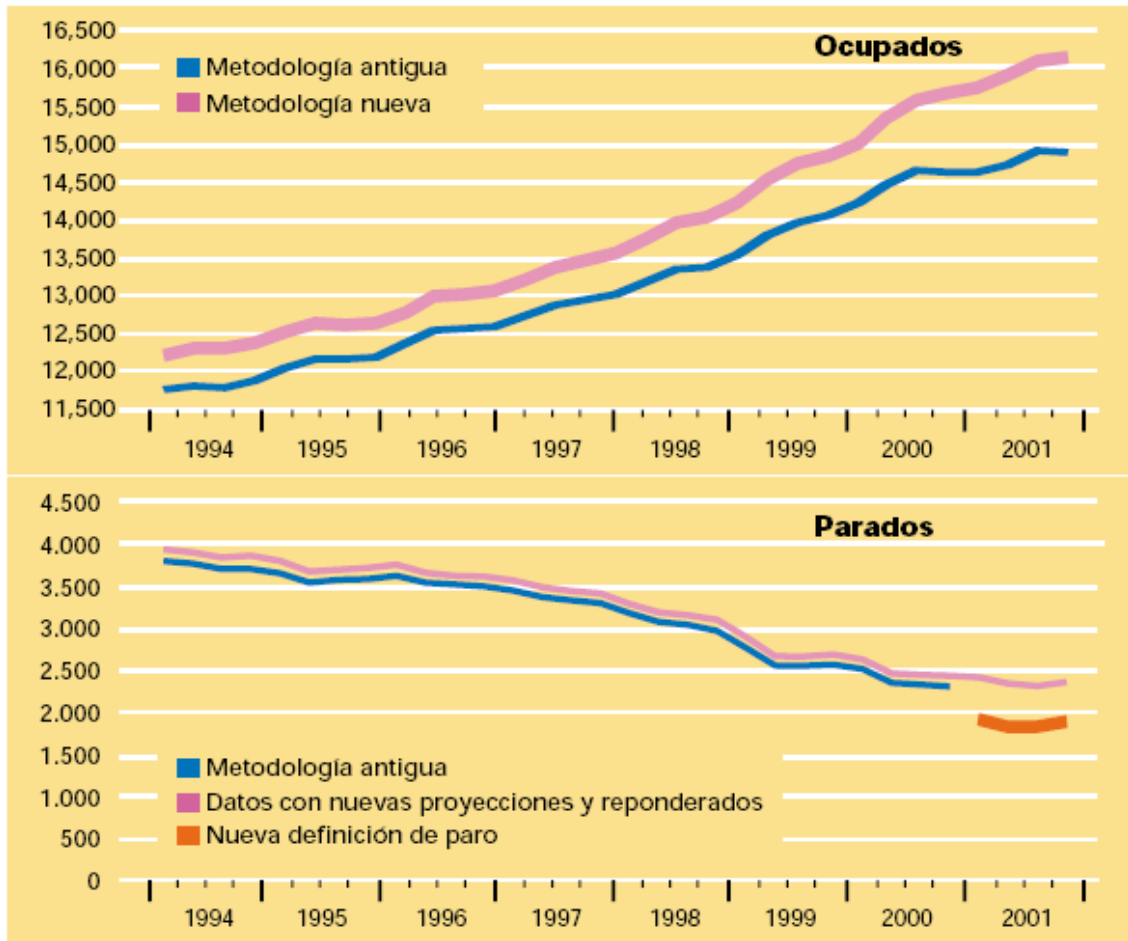 Ocupados
Metodología antigua
Metodología nueva
16,500
16,000
15,500
15,000
14,500
14,000
13,500
13,000
12,500
12,000
11,500
1994 1995 1996 1997 1998 1999 2000 2001
Parados
4.500
4.000
3.500
3.000
2.500
2.000
1.500
1.000
500
0
Metodología antigua
Datos con nuevas proyecciones y reponderados
Nueva definición de paro
1994 1995 1996 1997 1998 1999 2000 2001